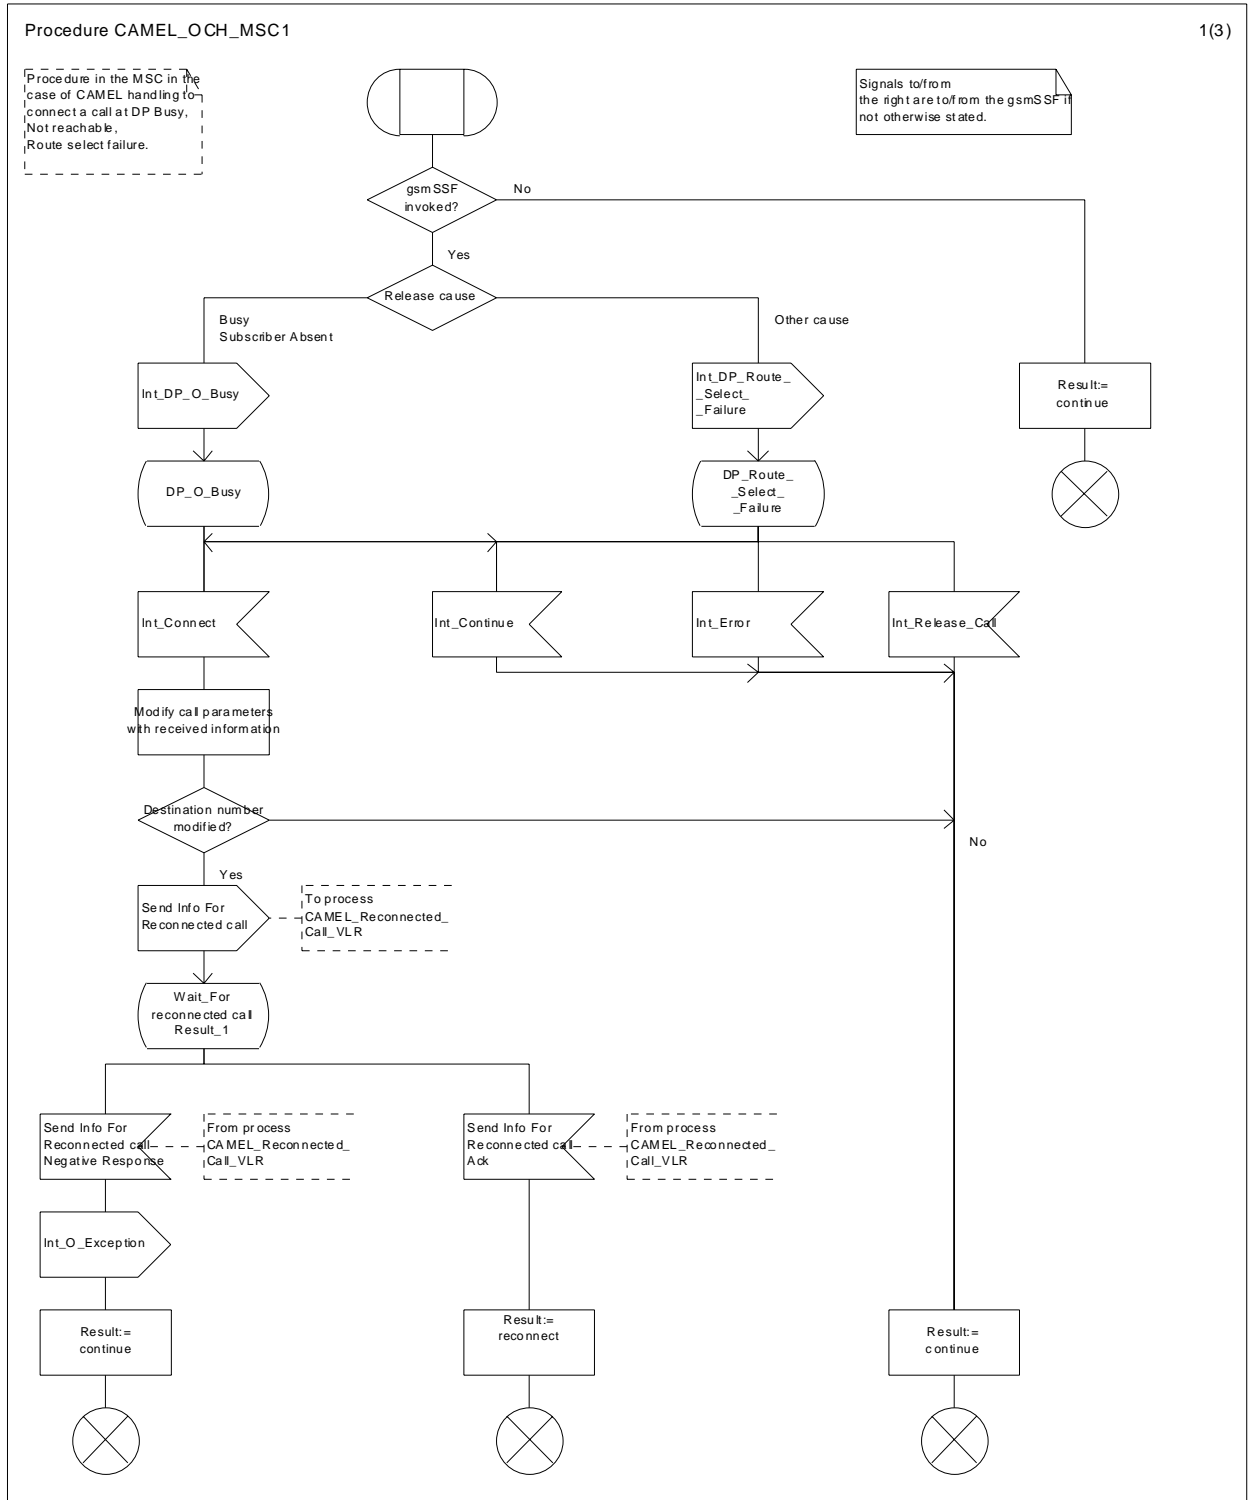 Procedure CAMEL_OCH_MSC1
1(3)
Procedure in the MSC in the
case of CAMEL handling to
connect a call at DP Busy,
Not reachable,
Route select failure.
Signals to/from
the right are to/from the gsmSSF if
not otherwise stated.
gsmSSF
invoked?
No
Yes
Release cause
Busy
Subscriber Absent
Other cause
Int_DP_O_Busy
Int_DP_Route_
_Select_
_Failure
Result:=
continue
DP_O_Busy
DP_Route_
_Select_
_Failure
Int_Connect
Int_Continue
Int_Error
Int_Release_Call
Modify call parameters
with received information
Destination number
modified?
No
Yes
Send Info For
Reconnected call
To process
CAMEL_Reconnected_
Call_VLR
Wait_For
reconnected call
Result_1
Send Info For
Reconnected call
Negative Response
From process
CAMEL_Reconnected_
Call_VLR
Send Info For
Reconnected call
Ack
From process
CAMEL_Reconnected_
Call_VLR
Int_O_Exception
Result:=
continue
Result:=
reconnect
Result:=
continue